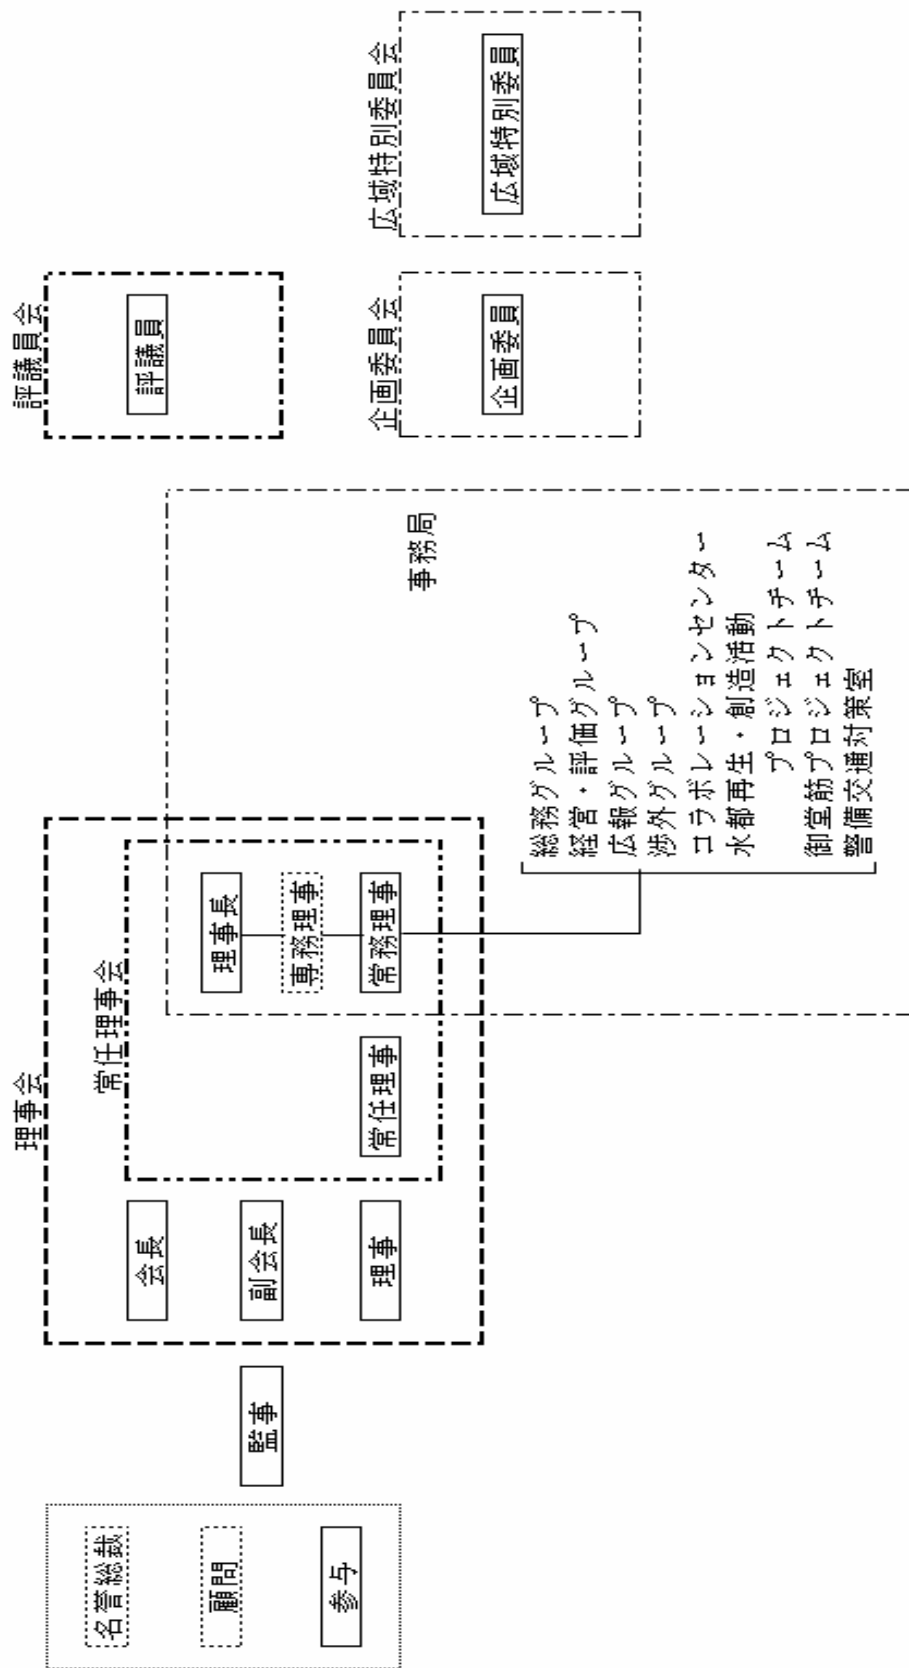 名誉総裁
顧問
参与
監事
理事会
会長
副会長
理事
常任理事会
常任理事
理事長
専務理事
常務理事
事務局
総務グループ
経営・評価グループ
広報グループ
渉外グループ
コラボレーションセンター
水都再生・創造活動
プロジェクトチーム
御堂筋プロジェクトチーム
警備交通対策室
評議員会
評議員
企画委員会
企画委員
広域特別委員会
広域特別委員